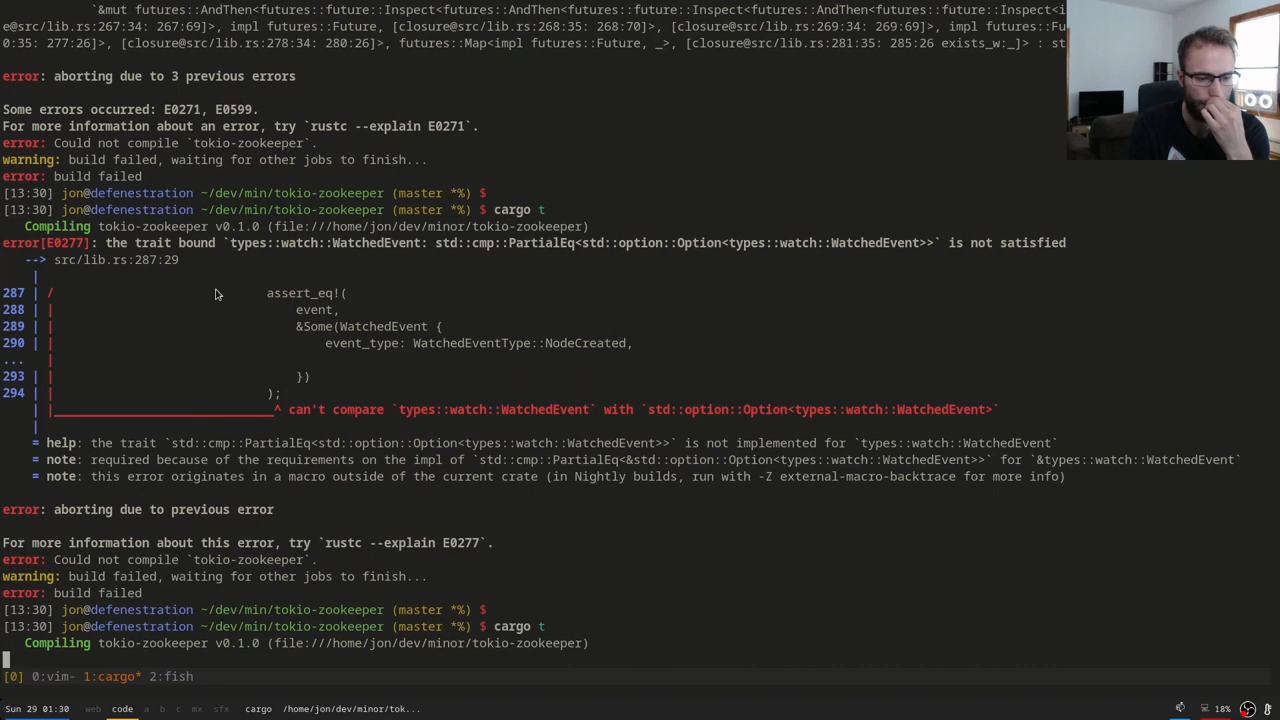 `&mut futures::AndThen<futures::future::Inspect<futures::AndThen<futures::future::Inspect<futures::AndThen<futures::future::Inspect<i
e@src/lib.rs:267:34: 267:69]>, impl futures::Future, [closure@src/lib.rs:268:35: 268:70]>, [closure@src/lib.rs:269:34: 269:69]>, impl fut
0:35: 277:26]>, [closure@src/lib.rs:278:34: 280:26]>, futures::Map<impl futures::Future, _>, [closure@src/lib.rs:281:35: 285:26 exists_w:_]> : st
error: aborting due to 3 previous errors
Some errors occurred: E0271, E0599.
For more information about an error, try `rustc --explain E0271`.
error: Could not compile `tokio-zookeeper`.
warning: build failed, waiting for other jobs to finish...
error: build failed
[13:30] jon@defenestration ~/dev/min/tokio-zookeeper (master *%) $
[13:30] jon@defenestration ~/dev/min/tokio-zookeeper (master *%) $ cargo t
Compiling tokio-zookeeper v0.1.0 (file:///home/jon/dev/minor/tokio-zookeeper)
error[E0277]: the trait bound `types::watch::WatchedEvent: std::cmp::PartialEq<std::option::Option<types::watch::WatchedEvent>>` is not satisfied
--> src/lib.rs:287:29
|
287 | / assert_eq!(
288 | | event,
289 | | &Some(WatchedEvent {
290 | | event_type: WatchedEventType::NodeCreated,
... |
293 | | })
294 | | );
| |_______________________^ can't compare `types::watch::WatchedEvent` with `std::option::Option<types::watch::WatchedEvent>`
|
= help: the trait `std::cmp::PartialEq<std::option::Option<types::watch::WatchedEvent>>` is not implemented for `types::watch::WatchedEvent`
= note: required because of the requirements on the impl of `std::cmp::PartialEq<&std::option::Option<types::watch::WatchedEvent>>` for `&types::watch::WatchedEvent`
= note: this error originates in a macro outside of the current crate (in Nightly builds, run with -Z external-macro-backtrace for more info)
error: aborting due to previous error
For more information about this error, try `rustc --explain E0277`.
error: Could not compile `tokio-zookeeper`.
warning: build failed, waiting for other jobs to finish...
error: build failed
[13:30] jon@defenestration ~/dev/min/tokio-zookeeper (master *%) $
[13:30] jon@defenestration ~/dev/min/tokio-zookeeper (master *%) $ cargo t
Compiling tokio-zookeeper v0.1.0 (file:///home/jon/dev/minor/tokio-zookeeper)
[0] 0:vim- 1:cargo* 2:fish
Sun 29 01:30 web code a b c mx sfx cargo /home/jon/dev/minor/tok... 18%